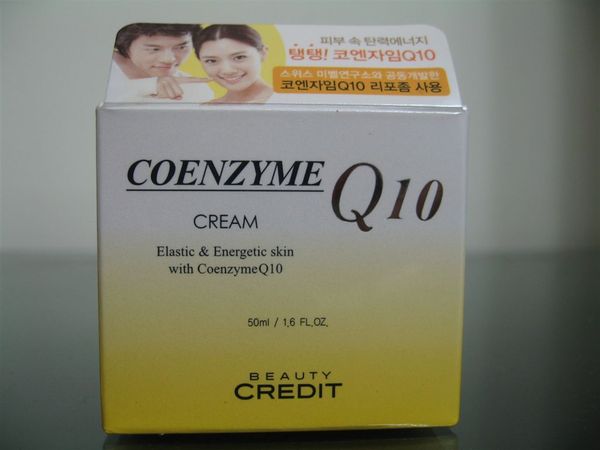 피부 속 탄력에너지
탱탱! 코엔자임Q10
스위스 미벨연구소와 공동개발한
코엔자임Q10 리포좀 사용
COENZYME Q10
CREAM
Elastic & Energetic skin
with CoenzymeQ10
50ml / 1.6 FL.OZ.
BEAUTY
CREDIT